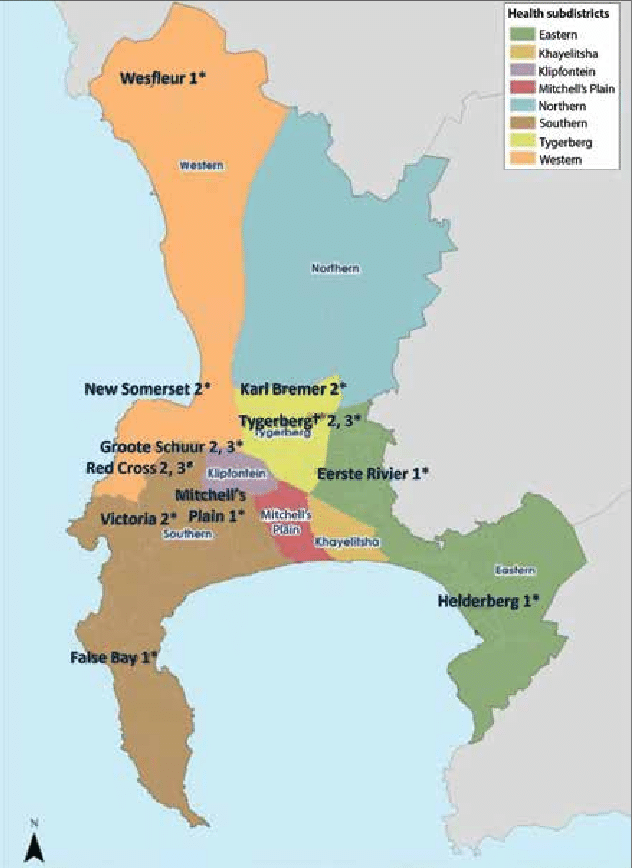 Health subdistricts
Eastern
Khayelitsha
Klipfontein
Mitchell's Plain
Northern
Southern
Tygerberg
Western
Wesfleur 1*
Western
Northern
New Somerset 2*
Karl Bremer 2*
Tygerberg†* 2, 3*
Tygerberg
Groote Schuur 2, 3*
Red Cross 2, 3*
Klipfontein
Eerste Rivier 1*
Mitchell's
Plain 1*
Victoria 2*
Mitchell's
Plain
Southern
Khayelitsha
Eastern
Helderberg 1*
False Bay 1*
N